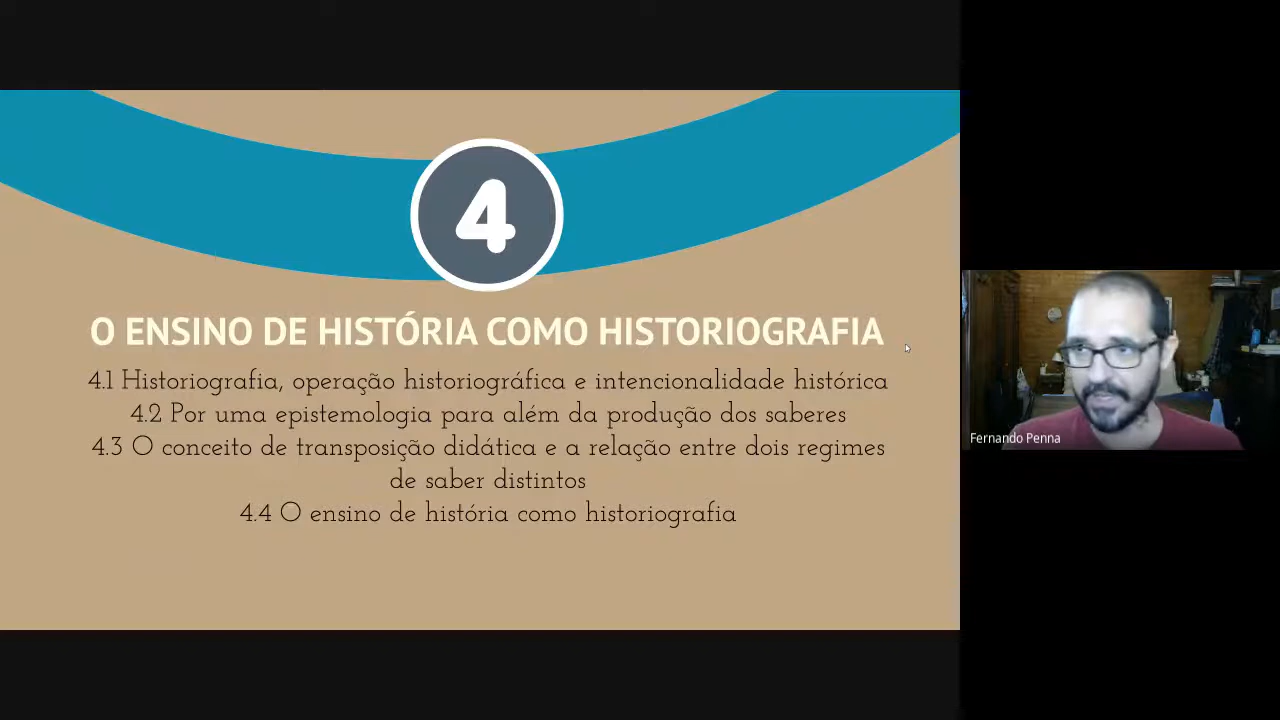 4
O ENSINO DE HISTÓRIA COMO HISTORIOGRAFIA
4.1 Historiografia, operação historiográfica e intencionalidade histórica
4.2 Por uma epistemologia para além da produção dos saberes
4.3 O conceito de transposição didática e a relação entre dois regimes
de saber distintos
4.4 O ensino de história como historiografia
Fernando Penna